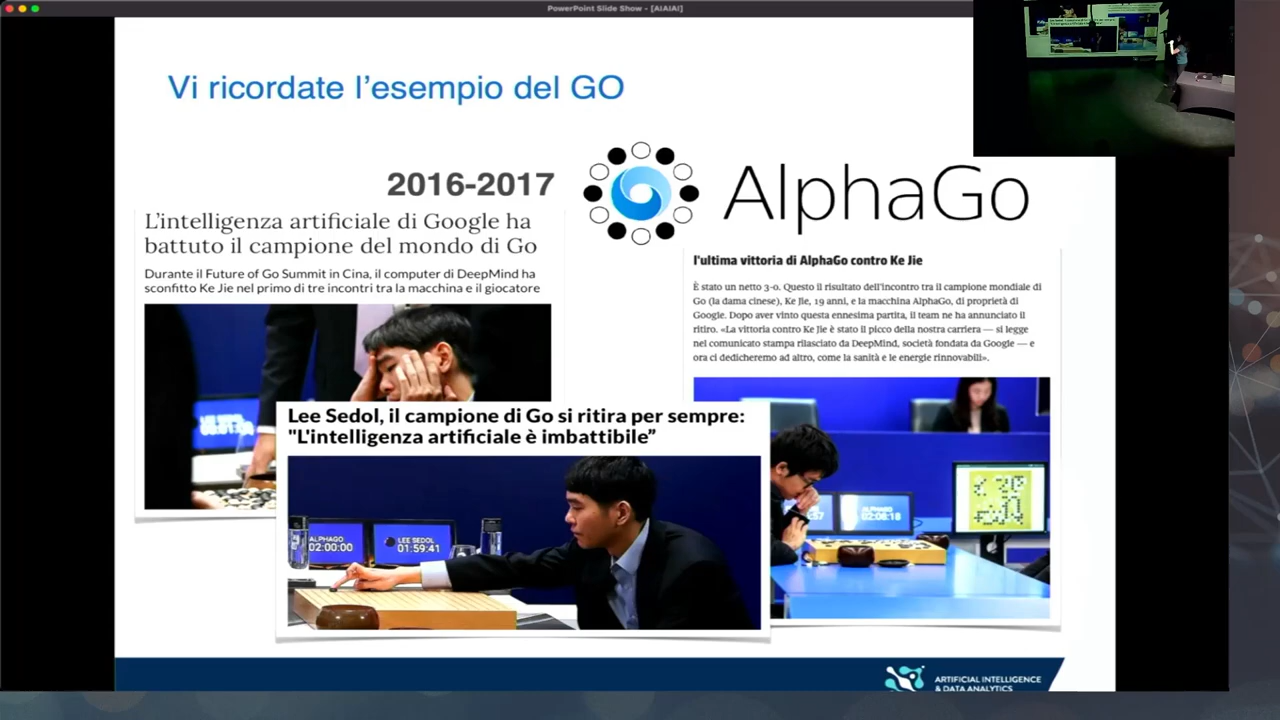 PowerPoint Slide Show - [AIAIAI]
Vi ricordate l'esempio del GO
2016-2017
AlphaGo
L'intelligenza artificiale di Google ha
battuto il campione del mondo di Go
Durante il Future of Go Summit in Cina, il computer di DeepMind ha
sconfitto Ke Jie nel primo di tre incontri tra la macchina e il giocatore
l'ultima vittoria di AlphaGo contro Ke Jie
È stato un netto 3-0. Questo il risultato dell'incontro tra il campione mondiale di
Go (la dama cinese), Ke Jie, 19 anni, e la macchina AlphaGo, di proprietà di
Google. Dopo aver vinto questa ennesima partita, il team ne ha annunciato il
ritiro. «La vittoria contro Ke Jie è stato il picco della nostra carriera — si legge
nel comunicato stampa rilasciato da DeepMind, società fondata da Google — e
ora ci dedicheremo ad altro, come la sanità e le energie rinnovabili».
LEE SEDOL
Lee Sedol, il campione di Go si ritira per sempre:
"L'intelligenza artificiale è imbattibile"
ALPHAGO
02:00:00
LEE SEDOL
01:59:41
ALPHAGO
02:06:18
ARTIFICIAL INTELLIGENCE
& DATA ANALYTICS